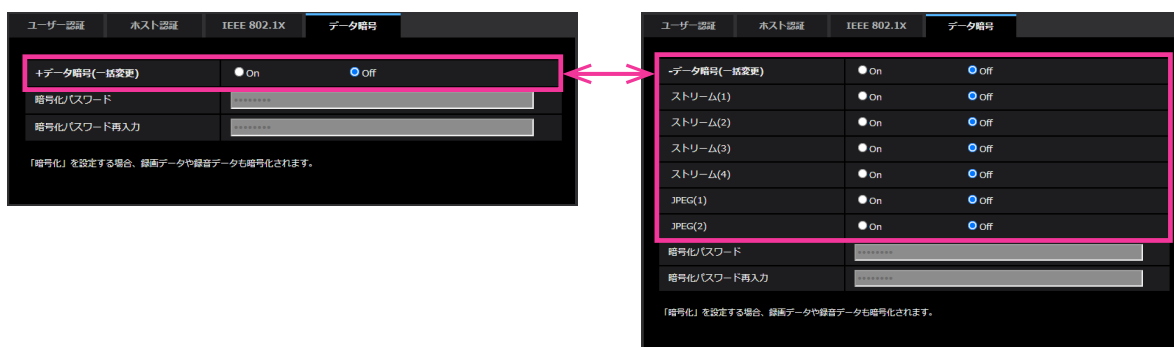 ユーザー認証 ホスト認証 IEEE 802.1X データ暗号
+データ暗号(一括変更) On Off
暗号化パスワード ••••••••
暗号化パスワード再入力 ••••••••
「暗号化」を設定する場合、録画データや録音データも暗号化されます。
ユーザー認証 ホスト認証 IEEE 802.1X データ暗号
-データ暗号(一括変更) On Off
ストリーム(1) On Off
ストリーム(2) On Off
ストリーム(3) On Off
ストリーム(4) On Off
JPEG(1) On Off
JPEG(2) On Off
暗号化パスワード ••••••••
暗号化パスワード再入力 ••••••••
「暗号化」を設定する場合、録画データや録音データも暗号化されます。